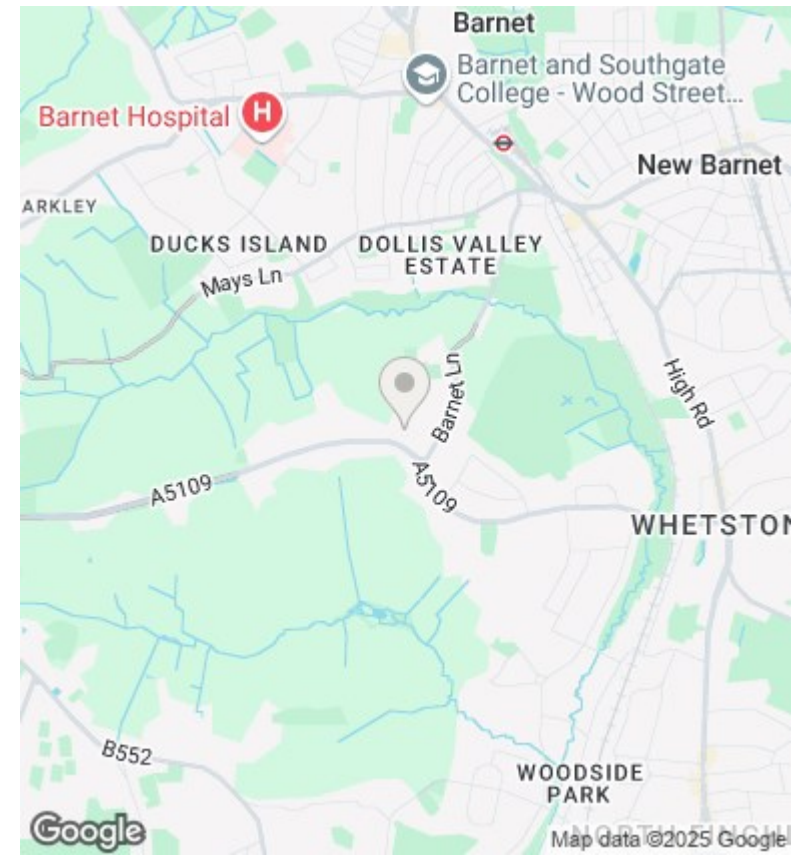 Barnet
Barnet and Southgate
College - Wood Street...
Barnet Hospital
H
New Barnet
ARKLEY
DUCKS ISLAND
DOLLIS VALLEY
ESTATE
Mays Ln
Barnet Ln
High Rd
A5109
A5109
WHETSTON
B552
WOODSIDE
PARK
Google
Map data ©2025 Google